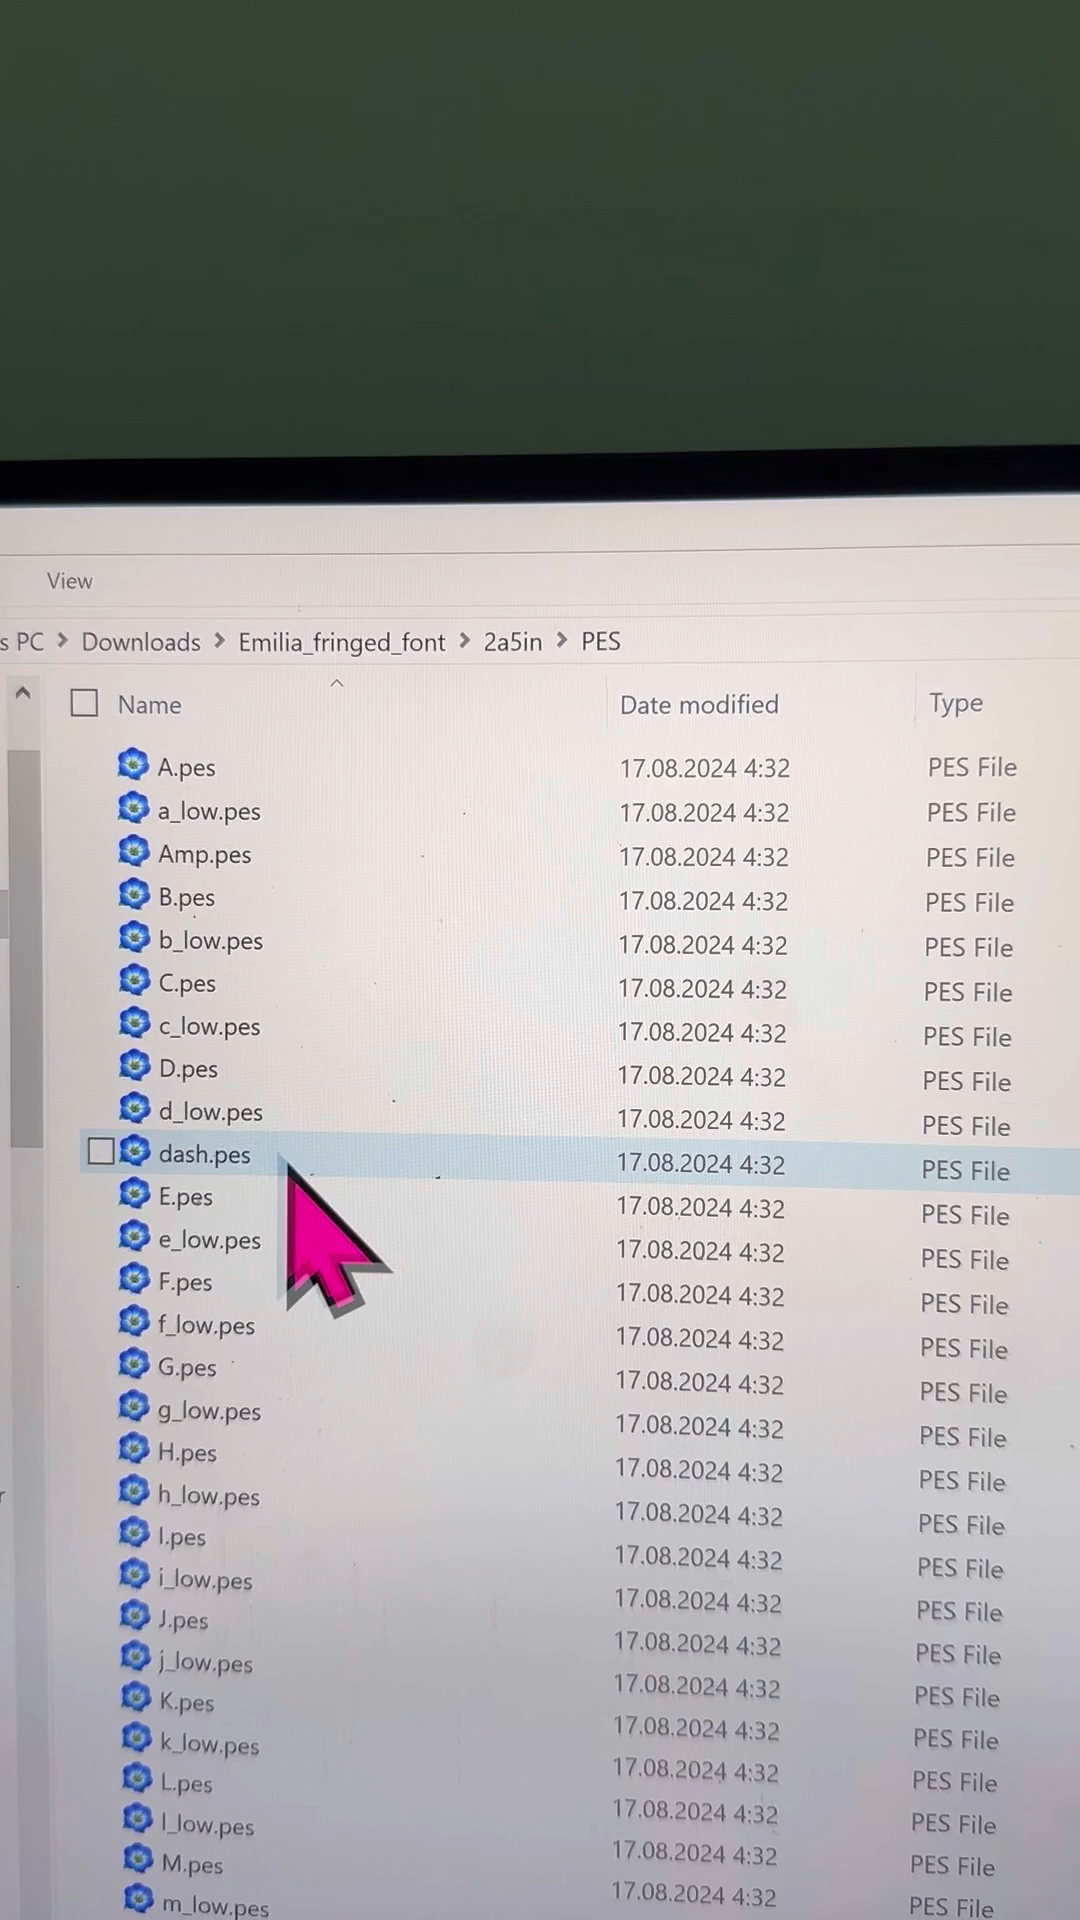 View
s PC > Downloads > Emilia_fringed_font > 2a5in > PES
Name Date modified Type
A.pes 17.08.2024 4:32 PES File
a_low.pes 17.08.2024 4:32 PES File
Amp.pes 17.08.2024 4:32 PES File
B.pes 17.08.2024 4:32 PES File
b_low.pes 17.08.2024 4:32 PES File
C.pes 17.08.2024 4:32 PES File
c_low.pes 17.08.2024 4:32 PES File
D.pes 17.08.2024 4:32 PES File
d_low.pes 17.08.2024 4:32 PES File
dash.pes 17.08.2024 4:32 PES File
E.pes 17.08.2024 4:32 PES File
e_low.pes 17.08.2024 4:32 PES File
F.pes 17.08.2024 4:32 PES File
f_low.pes 17.08.2024 4:32 PES File
G.pes 17.08.2024 4:32 PES File
g_low.pes 17.08.2024 4:32 PES File
H.pes 17.08.2024 4:32 PES File
h_low.pes 17.08.2024 4:32 PES File
I.pes 17.08.2024 4:32 PES File
i_low.pes 17.08.2024 4:32 PES File
J.pes 17.08.2024 4:32 PES File
j_low.pes 17.08.2024 4:32 PES File
K.pes 17.08.2024 4:32 PES File
k_low.pes 17.08.2024 4:32 PES File
L.pes 17.08.2024 4:32 PES File
l_low.pes 17.08.2024 4:32 PES File
M.pes 17.08.2024 4:32 PES File
m_low.pes 17.08.2024 4:32 PES File